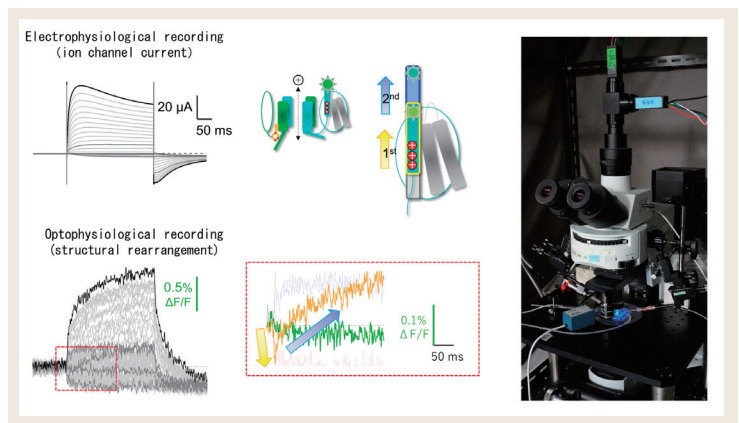 Electrophysiological recording
(ion channel current)
20 µA
50 ms
2nd
1st
Optophysiological recording
(structural rearrangement)
0.5%
ΔF/F
0.1%
Δ F/F
50 ms